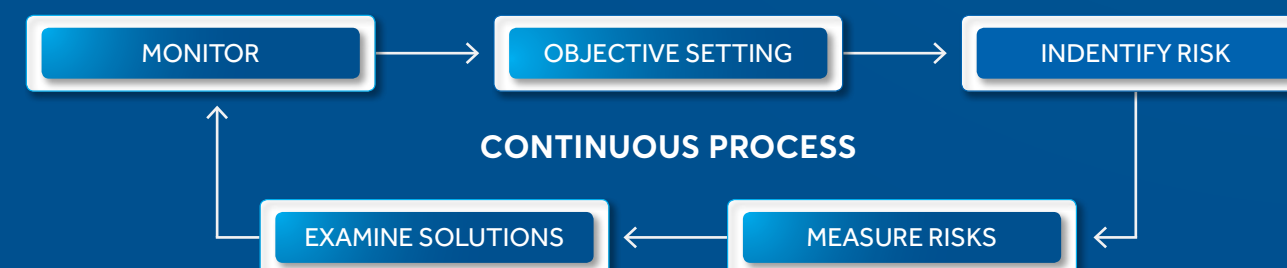 MONITOR
OBJECTIVE SETTING
INDENTIFY RISK
CONTINUOUS PROCESS
EXAMINE SOLUTIONS
MEASURE RISKS